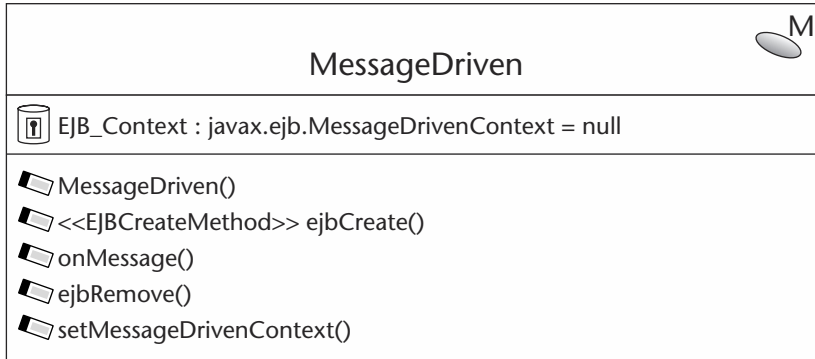 M
MessageDriven
EJB_Context : javax.ejb.MessageDrivenContext = null
MessageDriven()
<<EJBCreateMethod>> ejbCreate()
onMessage()
ejbRemove()
setMessageDrivenContext()